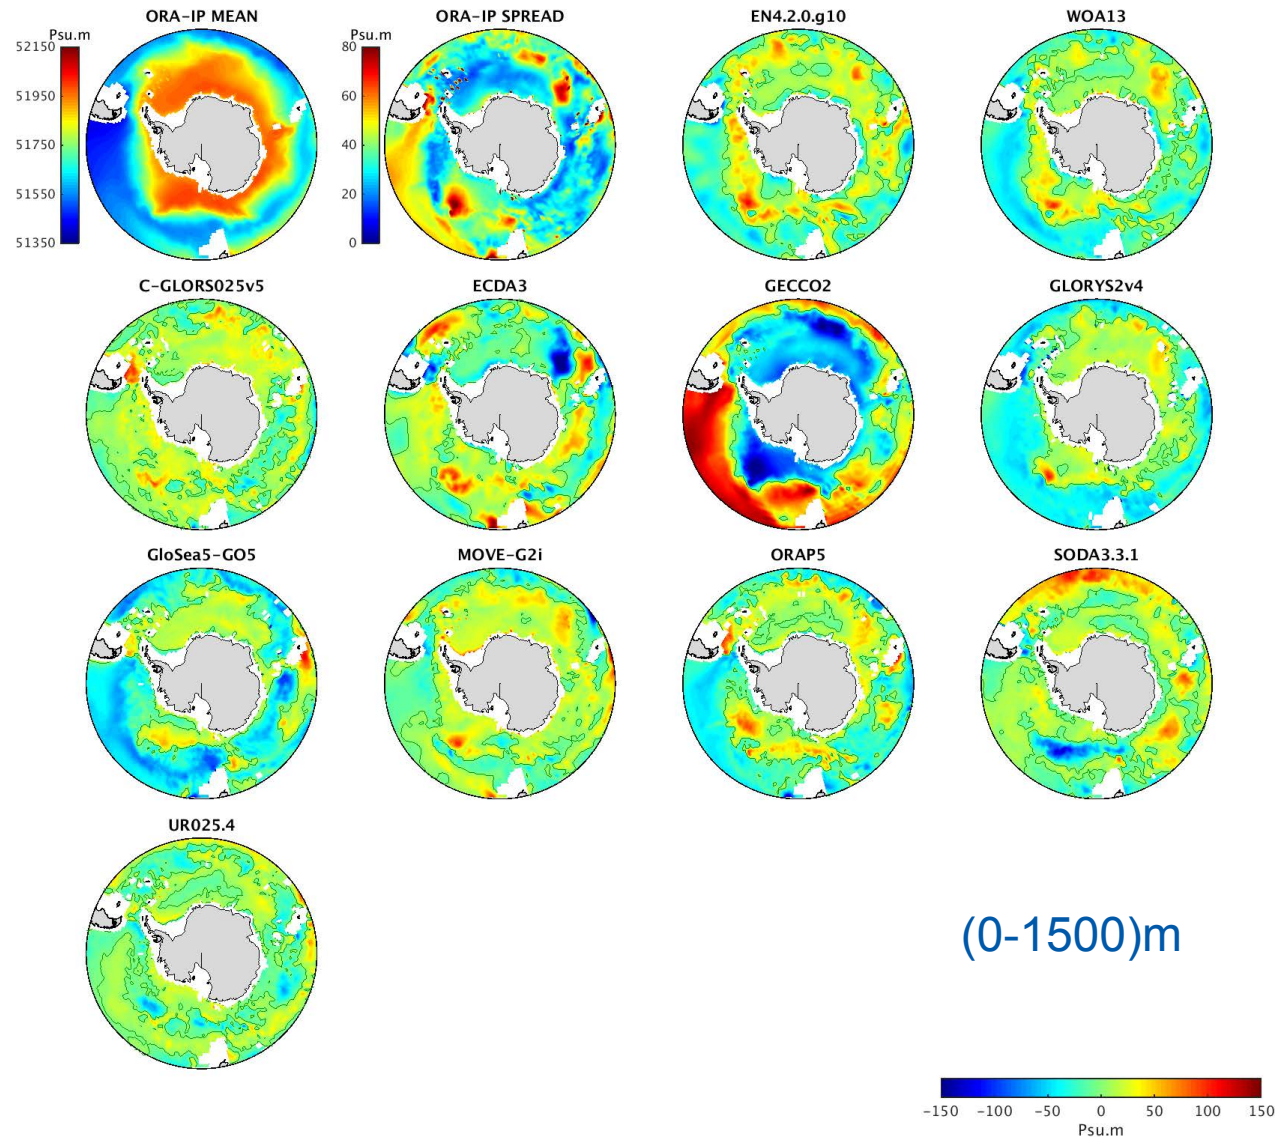 ORA-IP MEAN
ORA-IP SPREAD
EN4.2.0.g10
WOA13
Psu.m
52150
51950
51750
51550
51350
Psu.m
80
60
40
20
0
C-GLORS025v5
ECDA3
GECCO2
GLORYS2v4
GloSea5-GO5
MOVE-G2i
ORAP5
SODA3.3.1
UR025.4
(0-1500)m
-150 -100 -50 0 50 100 150
Psu.m